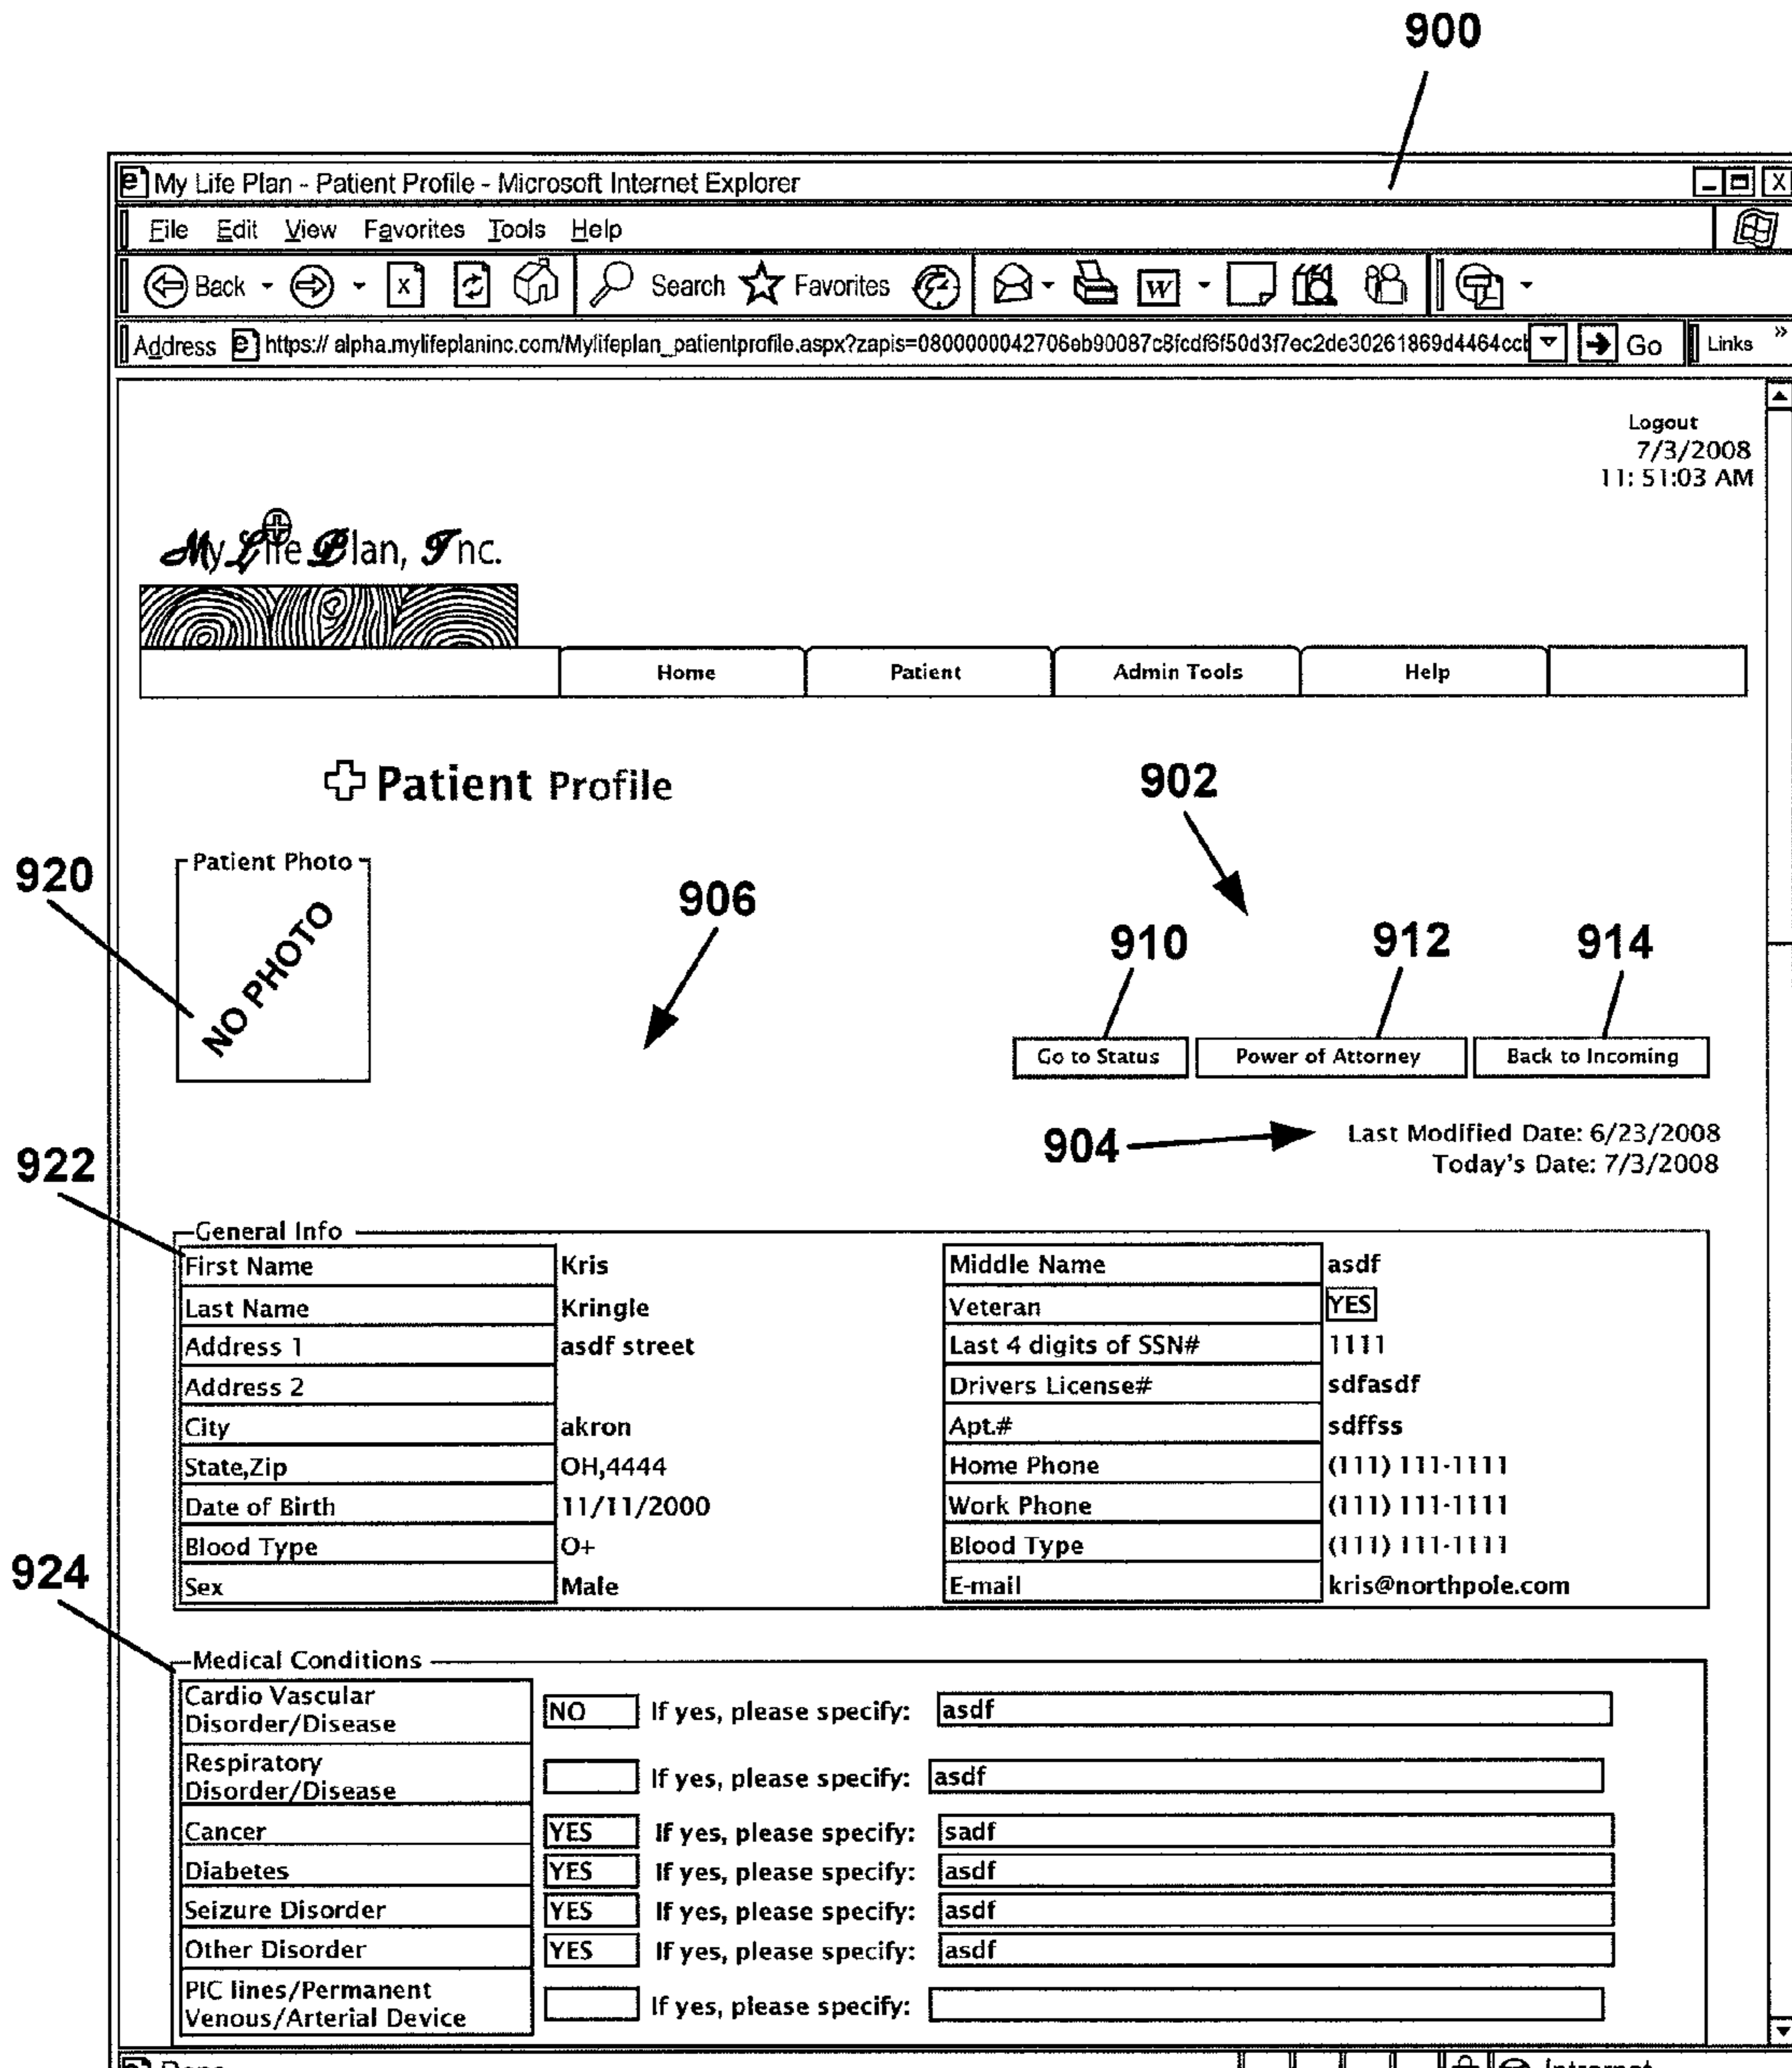 900
My Life Plan - Patient Profile - Microsoft Internet Explorer
File Edit View Favorites Tools Help
Back Search Favorites
Address https:// alpha.mylifeplaninc.com/Mylifeplan_patientprofile.aspx?zapis=0800000042706eb90087c8fcdf6f50d3f7ec2de30261869d4464cct Go Links »
Logout
7/3/2008
11: 51:03 AM
My Life Plan, Inc.
Home Patient Admin Tools Help
Patient Profile
902
920
Patient Photo
NO PHOTO
906
910 912 914
Go to Status Power of Attorney Back to Incoming
904
Last Modified Date: 6/23/2008
Today's Date: 7/3/2008
922
General Info
First Name Kris Middle Name asdf
Last Name Kringle Veteran YES
Address 1 asdf street Last 4 digits of SSN# 1111
Address 2 Drivers License# sdfasdf
City akron Apt.# sdffss
State,Zip OH,4444 Home Phone (111) 111-1111
Date of Birth 11/11/2000 Work Phone (111) 111-1111
Blood Type O+ Blood Type (111) 111-1111
Sex Male E-mail kris@northpole.com
924
Medical Conditions
Cardio Vascular
Disorder/Disease NO If yes, please specify: asdf
Respiratory
Disorder/Disease If yes, please specify: asdf
Cancer YES If yes, please specify: sadf
Diabetes YES If yes, please specify: asdf
Seizure Disorder YES If yes, please specify: asdf
Other Disorder YES If yes, please specify: asdf
PIC lines/Permanent
Venous/Arterial Device If yes, please specify: